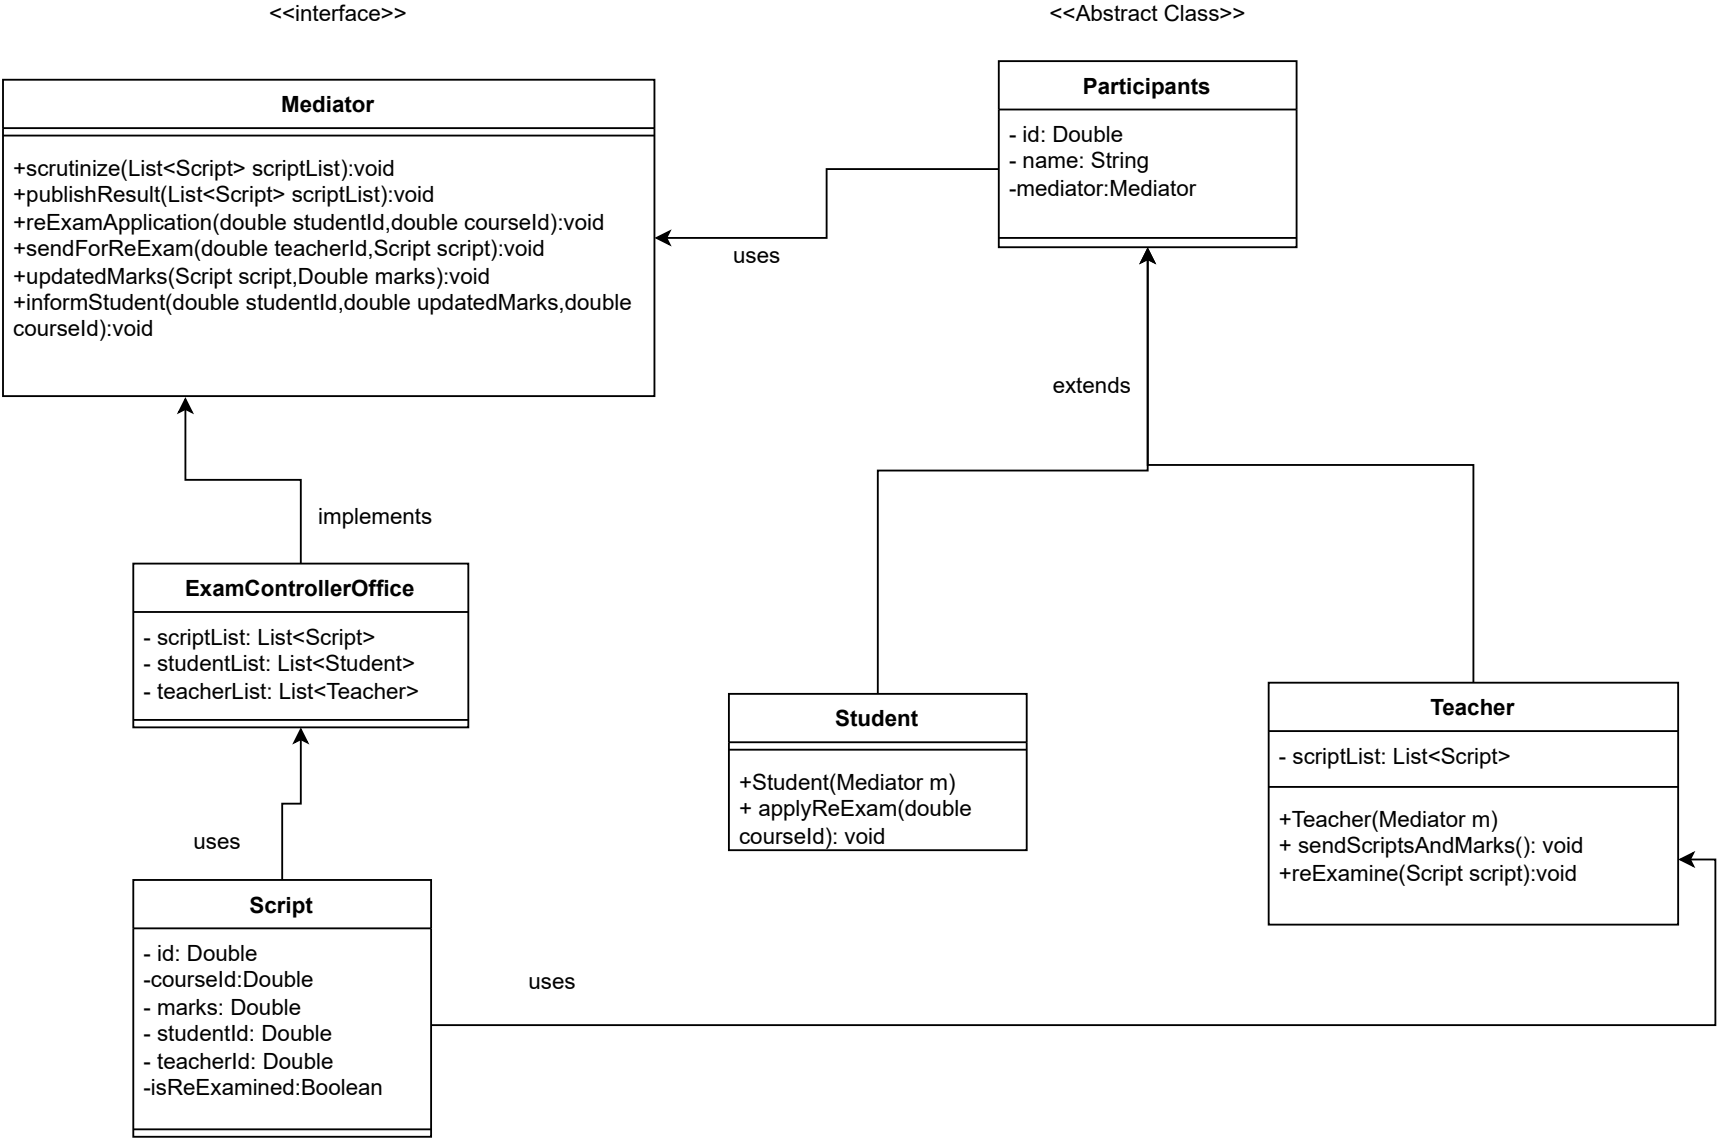 <<interface>>
<<Abstract Class>>
Mediator
+scrutinize(List<Script> scriptList):void
+publishResult(List<Script> scriptList):void
+reExamApplication(double studentId,double courseId):void
+sendForReExam(double teacherId,Script script):void
+updatedMarks(Script script,Double marks):void
+informStudent(double studentId,double updatedMarks,double
courseId):void
Participants
- id: Double
- name: String
-mediator:Mediator
uses
extends
implements
ExamControllerOffice
- scriptList: List<Script>
- studentList: List<Student>
- teacherList: List<Teacher>
Student
+Student(Mediator m)
+ applyReExam(double
courseId): void
Teacher
- scriptList: List<Script>
+Teacher(Mediator m)
+ sendScriptsAndMarks(): void
+reExamine(Script script):void
uses
Script
- id: Double
-courseId:Double
- marks: Double
- studentId: Double
- teacherId: Double
-isReExamined:Boolean
uses